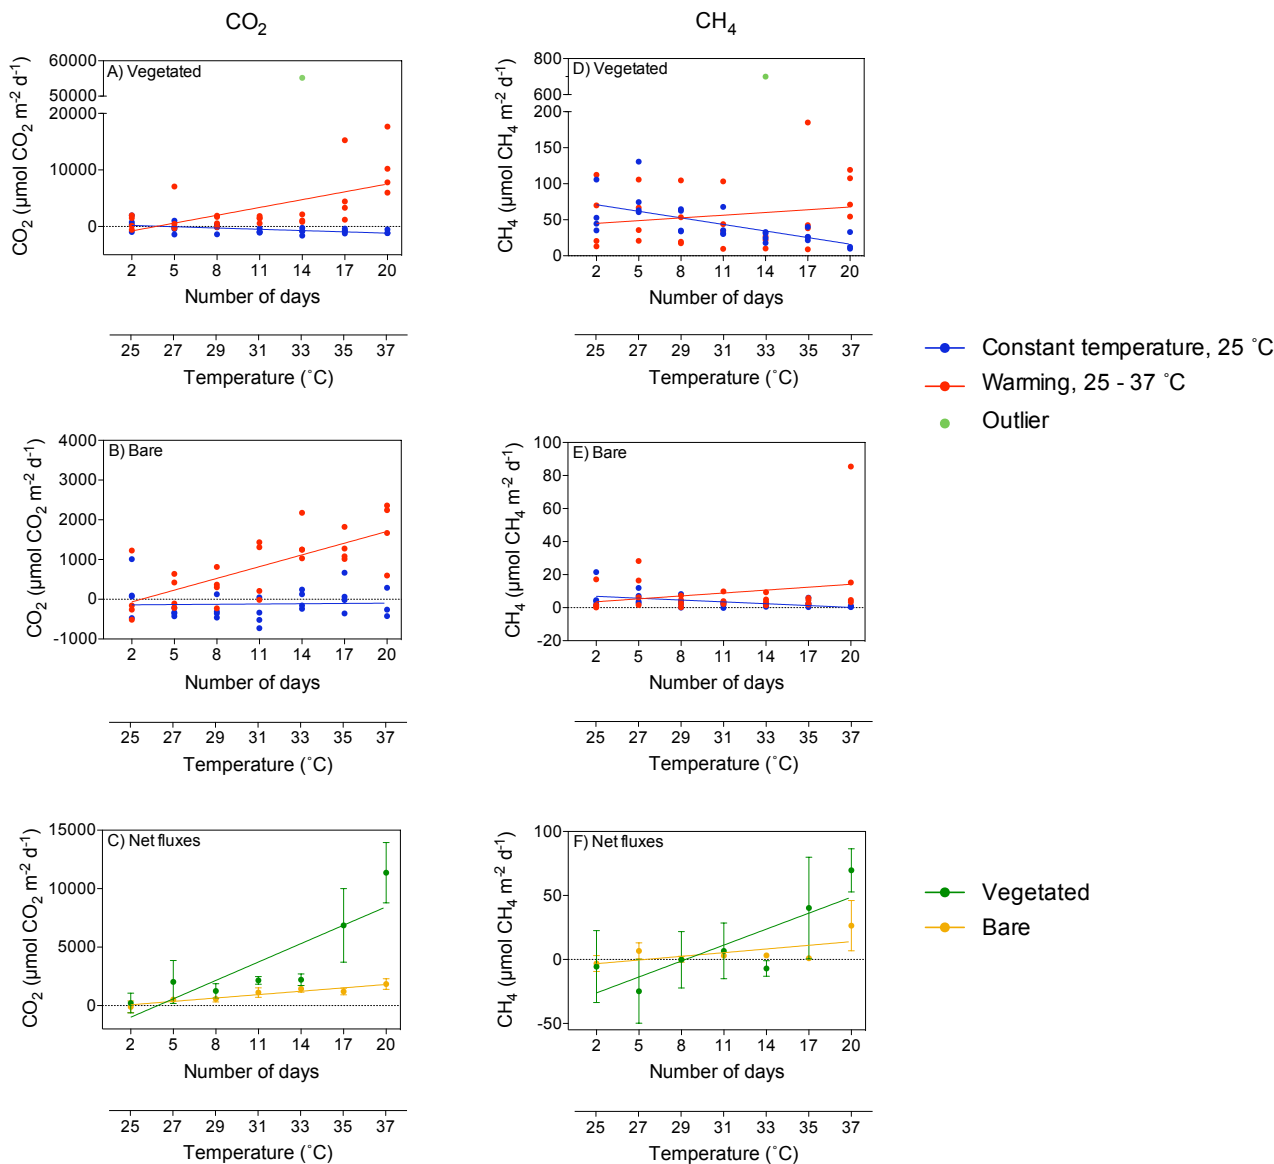 CO2
CH4
A) Vegetated
60000
50000
20000
10000
0
CO2 (µmol CO2 m-2 d-1)
2 5 8 11 14 17 20
Number of days
25 27 29 31 33 35 37
Temperature (˚C)
D) Vegetated
800
600
200
150
100
50
0
CH4 (µmol CH4 m-2 d-1)
2 5 8 11 14 17 20
Number of days
25 27 29 31 33 35 37
Temperature (˚C)
Constant temperature, 25 ˚C
Warming, 25 - 37 ˚C
Outlier
B) Bare
4000
3000
2000
1000
0
-1000
CO2 (µmol CO2 m-2 d-1)
2 5 8 11 14 17 20
Number of days
25 27 29 31 33 35 37
Temperature (˚C)
E) Bare
100
80
60
40
20
0
-20
CH4 (µmol CH4 m-2 d-1)
2 5 8 11 14 17 20
Number of days
25 27 29 31 33 35 37
Temperature (˚C)
C) Net fluxes
15000
10000
5000
0
CO2 (µmol CO2 m-2 d-1)
2 5 8 11 14 17 20
Number of days
25 27 29 31 33 35 37
Temperature (˚C)
F) Net fluxes
100
50
0
-50
CH4 (µmol CH4 m-2 d-1)
2 5 8 11 14 17 20
Number of days
25 27 29 31 33 35 37
Temperature (˚C)
Vegetated
Bare